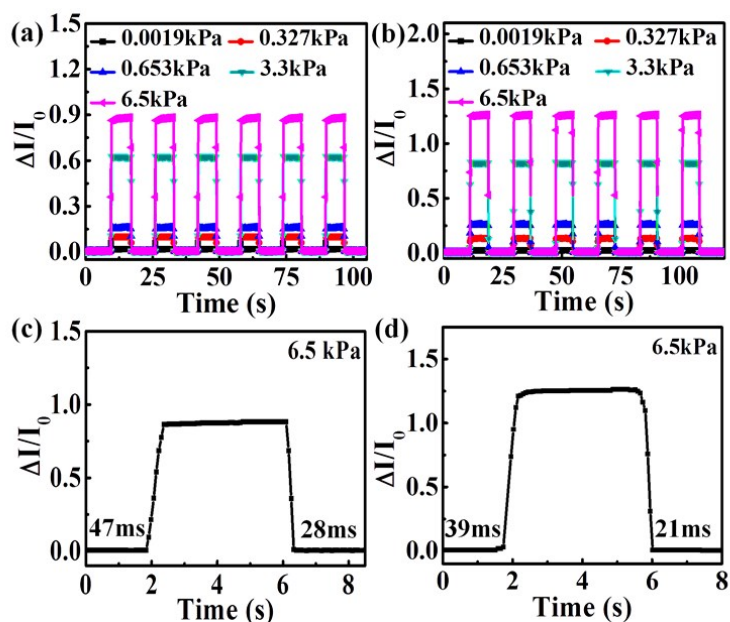 (a)
0.0019kPa 0.327kPa
0.653kPa 3.3kPa
6.5kPa
1.5
1.2
0.9
0.6
0.3
0.0
ΔI/I0
0 25 50 75 100
Time (s)
(b)
0.0019kPa 0.327kPa
0.653kPa 3.3kPa
6.5kPa
2.0
1.5
1.0
0.5
0.0
ΔI/I0
0 25 50 75 100
Time (s)
(c)
6.5 kPa
1.5
1.0
0.5
0.0
ΔI/I0
47ms 28ms
0 2 4 6 8
Time (s)
(d)
6.5kPa
1.5
1.0
0.5
0.0
ΔI/I0
39ms 21ms
0 2 4 6 8
Time (s)